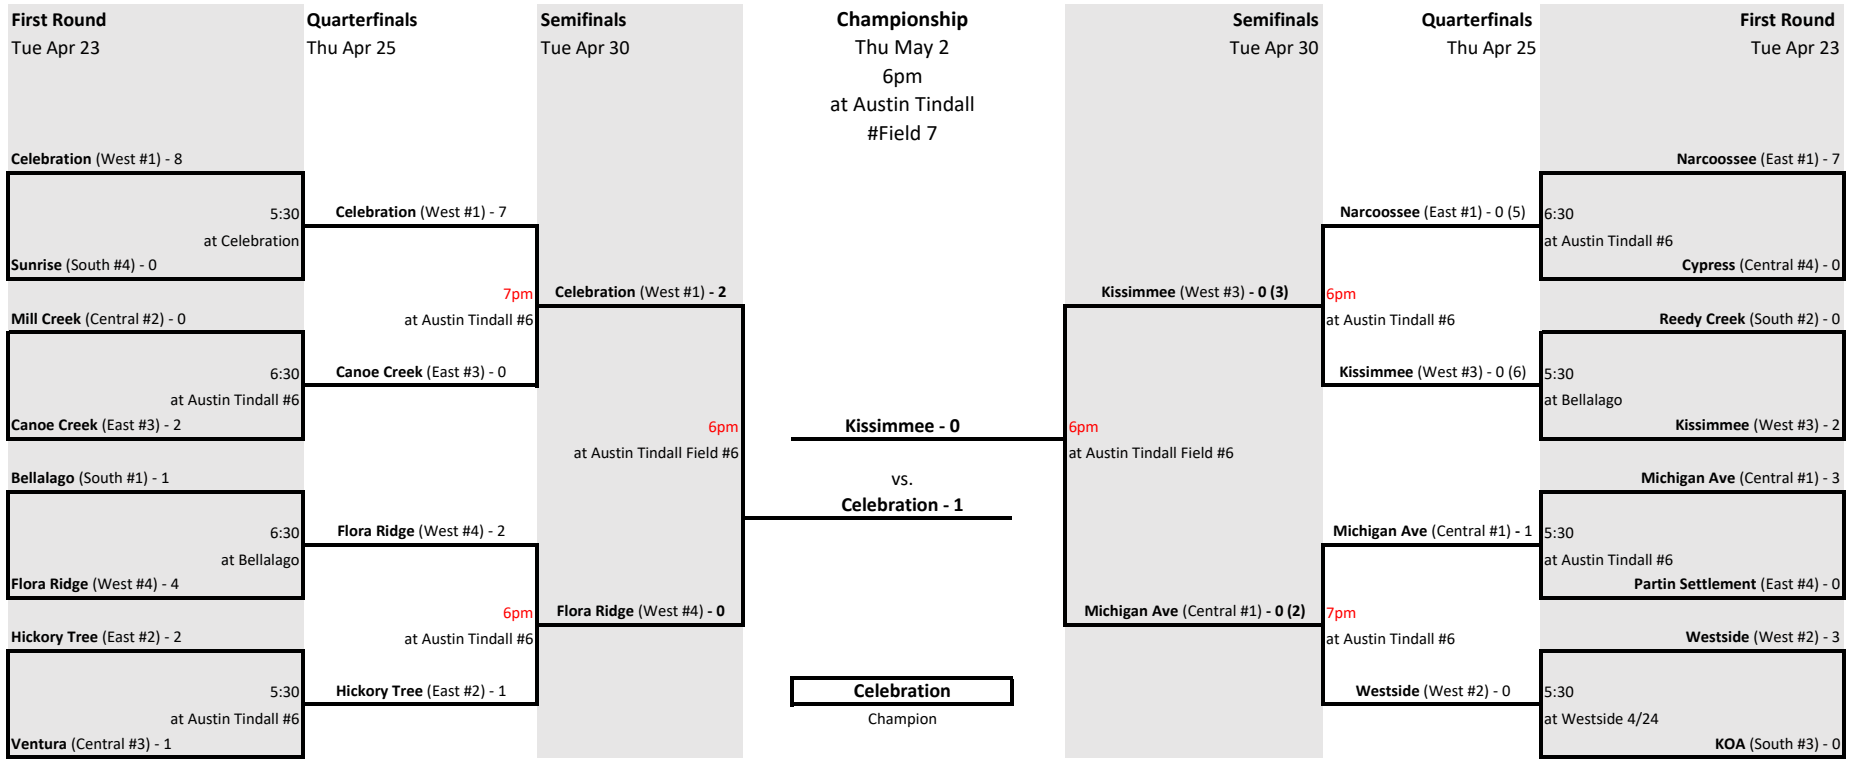 First Round
Tue Apr 23
Quarterfinals
Thu Apr 25
Semifinals
Tue Apr 30
Championship
Thu May 2
6pm
at Austin Tindall
#Field 7
Semifinals
Tue Apr 30
Quarterfinals
Thu Apr 25
First Round
Tue Apr 23
Celebration (West #1) - 8
5:30
at Celebration
Sunrise (South #4) - 0
Mill Creek (Central #2) - 0
6:30
at Austin Tindall #6
Canoe Creek (East #3) - 2
Bellalago (South #1) - 1
6:30
at Bellalago
Flora Ridge (West #4) - 4
Hickory Tree (East #2) - 2
5:30
at Austin Tindall #6
Ventura (Central #3) - 1
Celebration (West #1) - 7
7pm
at Austin Tindall #6
Canoe Creek (East #3) - 0
Flora Ridge (West #4) - 2
6pm
at Austin Tindall #6
Hickory Tree (East #2) - 1
Celebration (West #1) - 2
6pm
at Austin Tindall Field #6
Flora Ridge (West #4) - 0
Kissimmee - 0
vs.
Celebration - 1
Celebration
Champion
Kissimmee (West #3) - 0 (3)
6pm
at Austin Tindall Field #6
Michigan Ave (Central #1) - 0 (2)
Narcoossee (East #1) - 0 (5)
6pm
at Austin Tindall #6
Kissimmee (West #3) - 0 (6)
Michigan Ave (Central #1) - 1
7pm
at Austin Tindall #6
Westside (West #2) - 0
Narcoossee (East #1) - 7
6:30
at Austin Tindall #6
Cypress (Central #4) - 0
Reedy Creek (South #2) - 0
5:30
at Bellalago
Kissimmee (West #3) - 2
Michigan Ave (Central #1) - 3
5:30
at Austin Tindall #6
Partin Settlement (East #4) - 0
Westside (West #2) - 3
5:30
at Westside 4/24
KOA (South #3) - 0